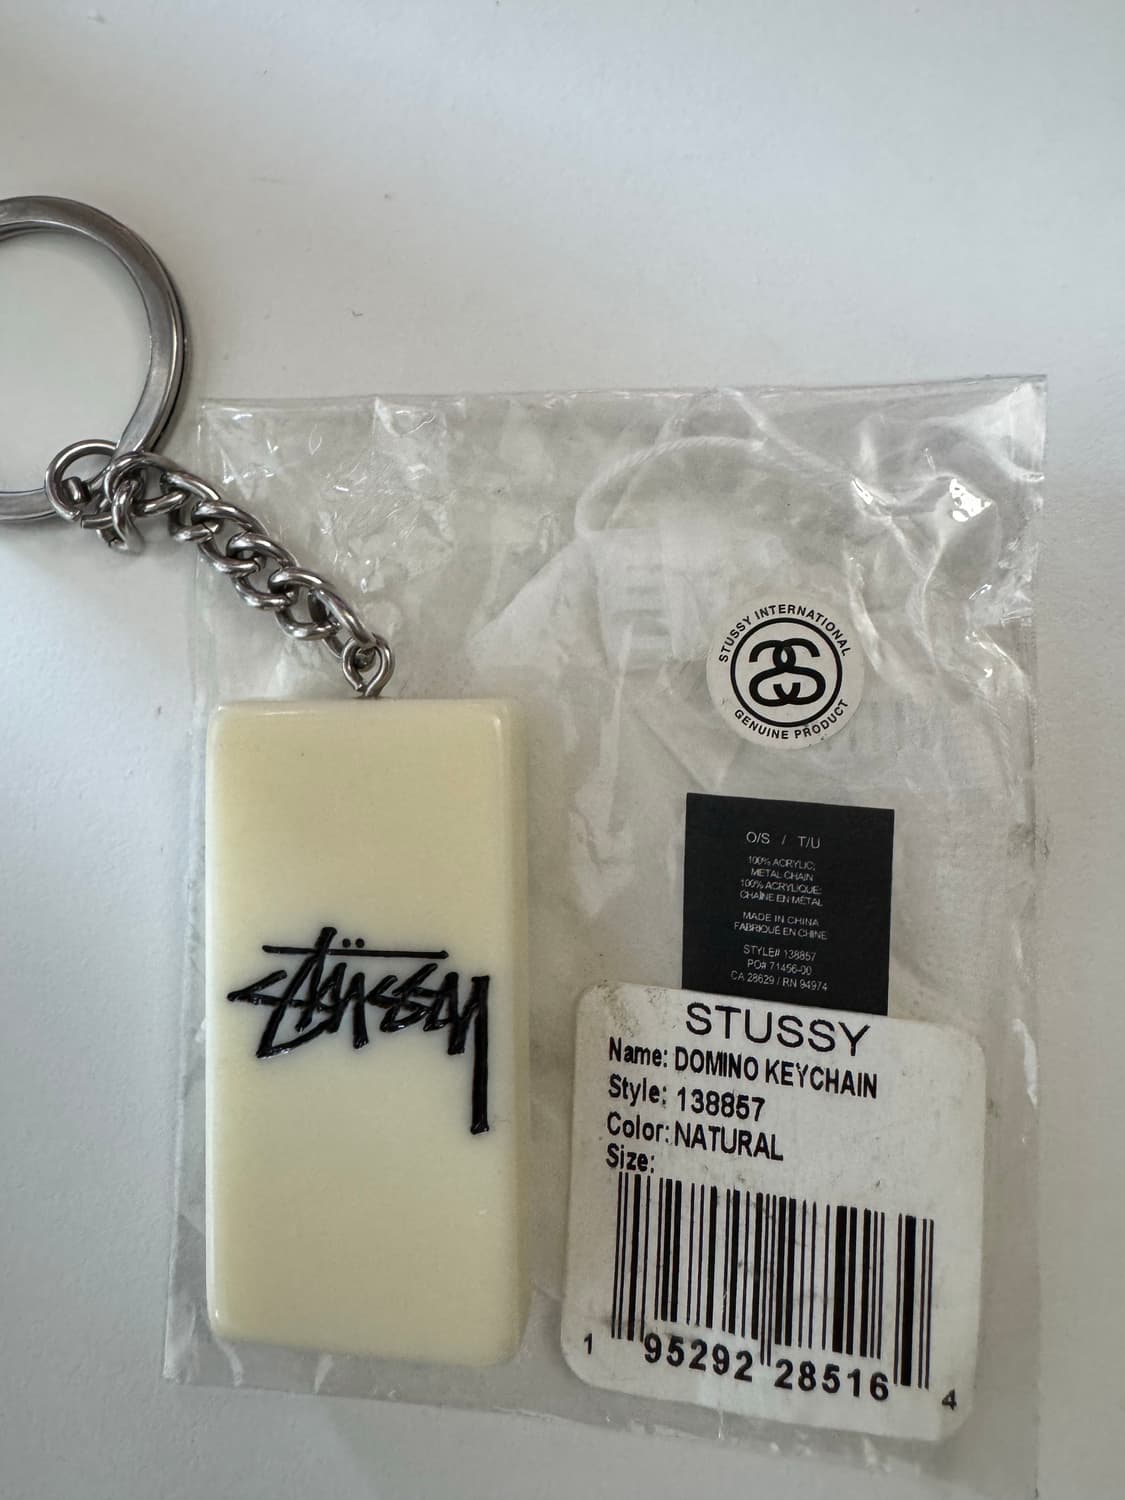 Stüssy
STUSSY INTERNATIONAL
GENUINE PRODUCT
O/S / T/U
100% ACRYLIC;
METAL CHAIN
100% ACRYLIQUE;
CHAÎNE EN MÉTAL
MADE IN CHINA
FABRIQUÉ EN CHINE
STYLE# 138857
PO# 71456-00
CA 28629 / RN 94974
STUSSY
Name: DOMINO KEYCHAIN
Style: 138857
Color: NATURAL
Size:
1 95292 28516 4